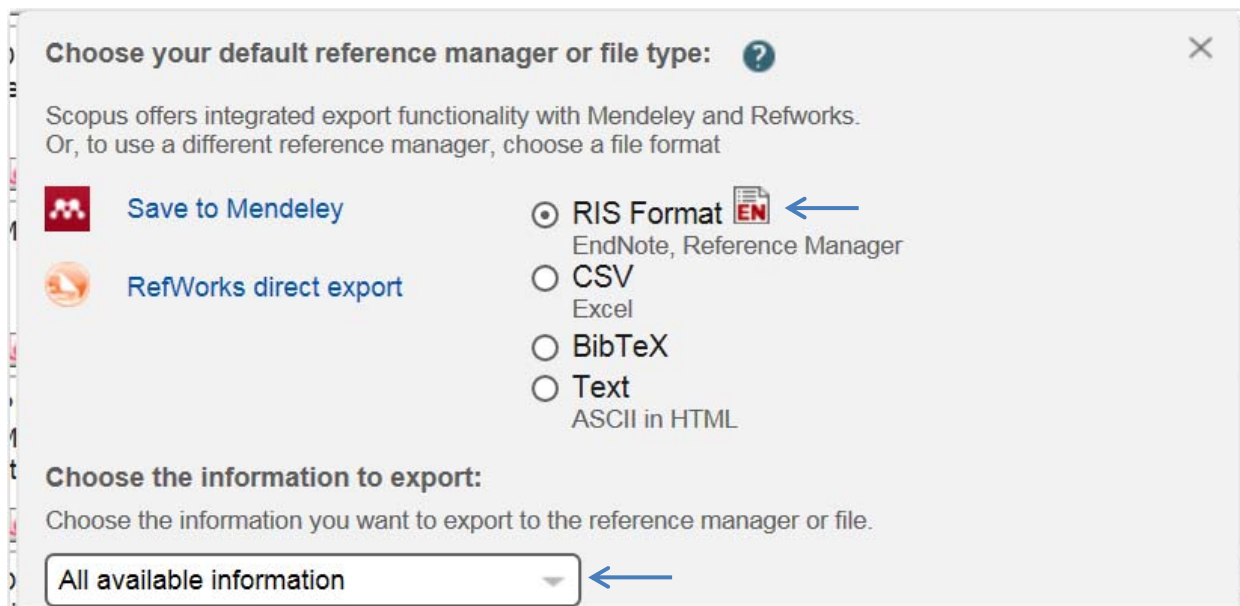 Choose your default reference manager or file type: ?
Scopus offers integrated export functionality with Mendeley and Refworks.
Or, to use a different reference manager, choose a file format
Save to Mendeley
RefWorks direct export
RIS Format EN
EndNote, Reference Manager
CSV
Excel
BibTeX
Text
ASCII in HTML
Choose the information to export:
Choose the information you want to export to the reference manager or file.
All available information